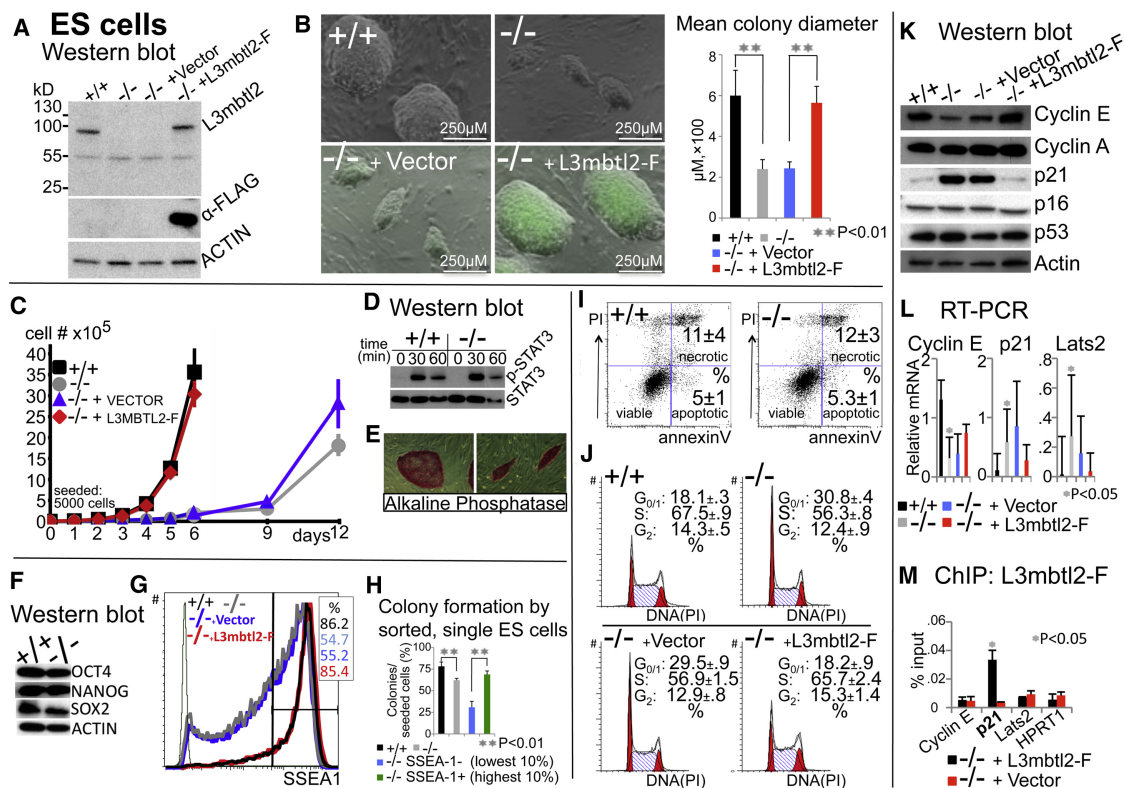 A ES cells
Western blot
+/+ -/- -/- +Vector -/- +L3mbtl2-F
kD
130
100
55
25
L3mbtl2
α-FLAG
ACTIN
B
+/+
250µM
-/-
250µM
-/- + Vector
250µM
-/- + L3mbtl2-F
250µM
Mean colony diameter
µM,×100
8
6
4
2
0
✱✱ ✱✱
✱✱P<0.01
+/+ -/-
-/- + Vector
-/- + L3mbtl2-F
C
cell # x10⁵
40
35
30
25
20
15
10
5
0
+/+
-/-
-/- + VECTOR
-/- + L3MBTL2-F
seeded:
5000 cells
0 1 2 3 4 5 6 9 days12
D Western blot
+/+ -/-
time
(min) 0 30 60 0 30 60
p-STAT3
STAT3
E
Alkaline Phosphatase
F
Western blot
+/+ -/-
OCT4
NANOG
SOX2
ACTIN
G
#
+/+ -/-
-/-+Vector
-/-+L3mbtl2-F
%
86.2
54.7
55.2
85.4
SSEA1
H
Colony formation by
sorted, single ES cells
Colonies/
seeded cells (%)
100
75
50
25
0
✱✱ ✱✱
✱✱P<0.01
+/+ -/-
-/- SSEA-1- (lowest 10%)
-/- SSEA-1+ (highest 10%)
I
PI
+/+
11±4
necrotic
%
5±1
viable apoptotic
annexinV
PI
-/-
12±3
necrotic
%
5.3±1
viable apoptotic
annexinV
J
+/+
#
G0/1: 18.1±.3
S: 67.5±.9
G2: 14.3±.5
%
DNA(PI)
-/-
#
G0/1: 30.8±.4
S: 56.3±.8
G2: 12.4±.9
%
DNA(PI)
-/- +Vector
#
G0/1: 29.5±.9
S: 56.9±1.5
G2: 12.9±.8
%
DNA(PI)
-/- +L3mbtl2-F
#
G0/1: 18.2±.9
S: 65.7±2.4
G2: 15.3±1.4
%
DNA(PI)
K Western blot
+/+ -/- -/- +Vector -/- +L3mbtl2-F
Cyclin E
Cyclin A
p21
p16
p53
Actin
L RT-PCR
Cyclin E p21 Lats2
Relative mRNA
2
1
0
✱
2
1
0
✱
.8
.6
.4
.2
0
✱
✱P<0.05
+/+ -/- + Vector
-/- -/- + L3mbtl2-F
M ChIP: L3mbtl2-F
% input
.06
.04
.02
0
✱
✱P<0.05
Cyclin E
p21
Lats2
HPRT1
-/- + L3mbtl2-F
-/- + Vector